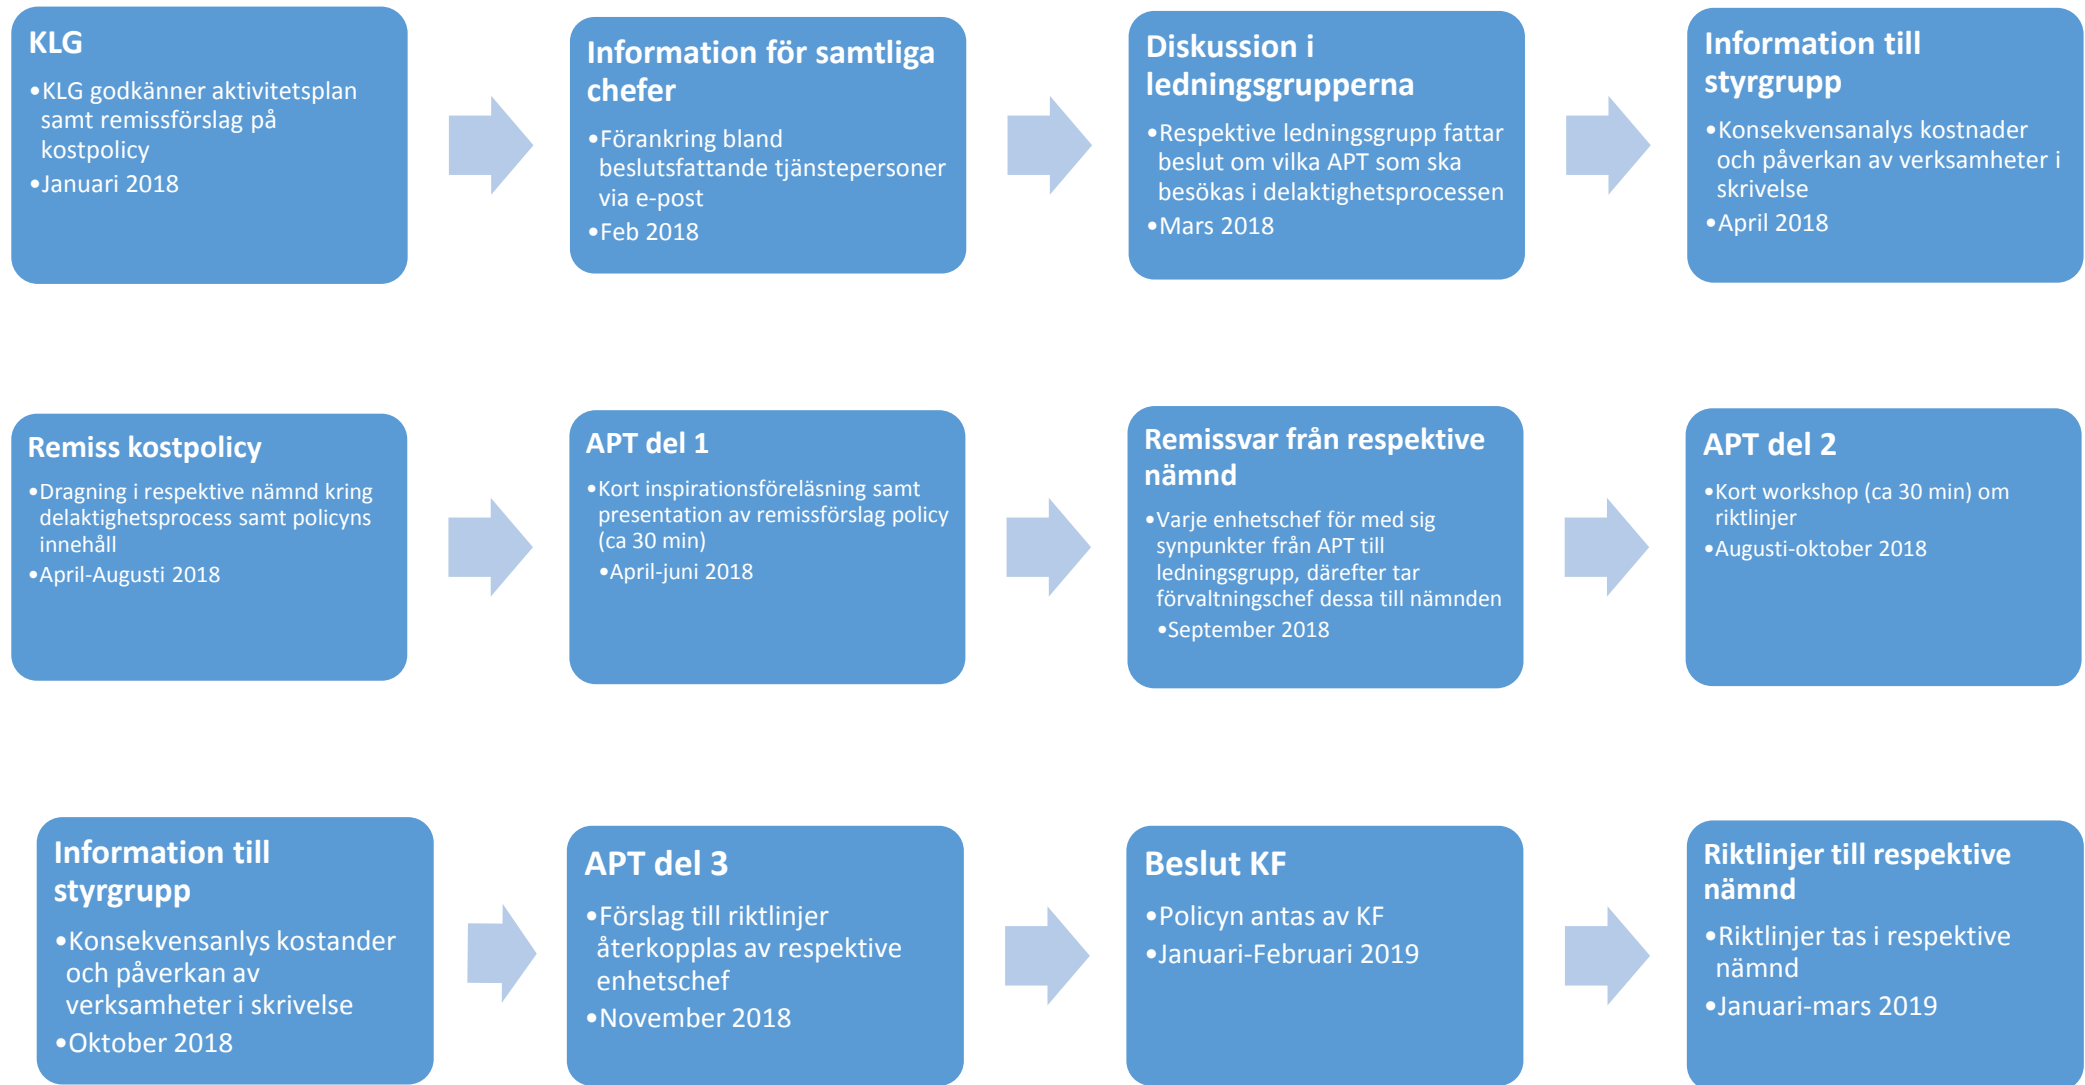 KLG
•KLG godkänner aktivitetsplan
samt remissförslag på
kostpolicy
•Januari 2018
Information för samtliga
chefer
•Förankring bland
beslutsfattande tjänstepersoner
via e-post
•Feb 2018
Diskussion i
ledningsgrupperna
•Respektive ledningsgrupp fattar
beslut om vilka APT som ska
besökas i delaktighetsprocessen
•Mars 2018
Information till
styrgrupp
•Konsekvensanalys kostnader
och påverkan av verksamheter i
skrivelse
•April 2018
Remiss kostpolicy
•Dragning i respektive nämnd kring
delaktighetsprocess samt policyns
innehåll
•April-Augusti 2018
APT del 1
•Kort inspirationsföreläsning samt
presentation av remissförslag policy
(ca 30 min)
•April-juni 2018
Remissvar från respektive
nämnd
•Varje enhetschef för med sig
synpunkter från APT till
ledningsgrupp, därefter tar
förvaltningschef dessa till nämnden
•September 2018
APT del 2
•Kort workshop (ca 30 min) om
riktlinjer
•Augusti-oktober 2018
Information till
styrgrupp
•Konsekvensanlys kostander
och påverkan av
verksamheter i skrivelse
•Oktober 2018
APT del 3
•Förslag till riktlinjer
återkopplas av respektive
enhetschef
•November 2018
Beslut KF
•Policyn antas av KF
•Januari-Februari 2019
Riktlinjer till respektive
nämnd
•Riktlinjer tas i respektive
nämnd
•Januari-mars 2019